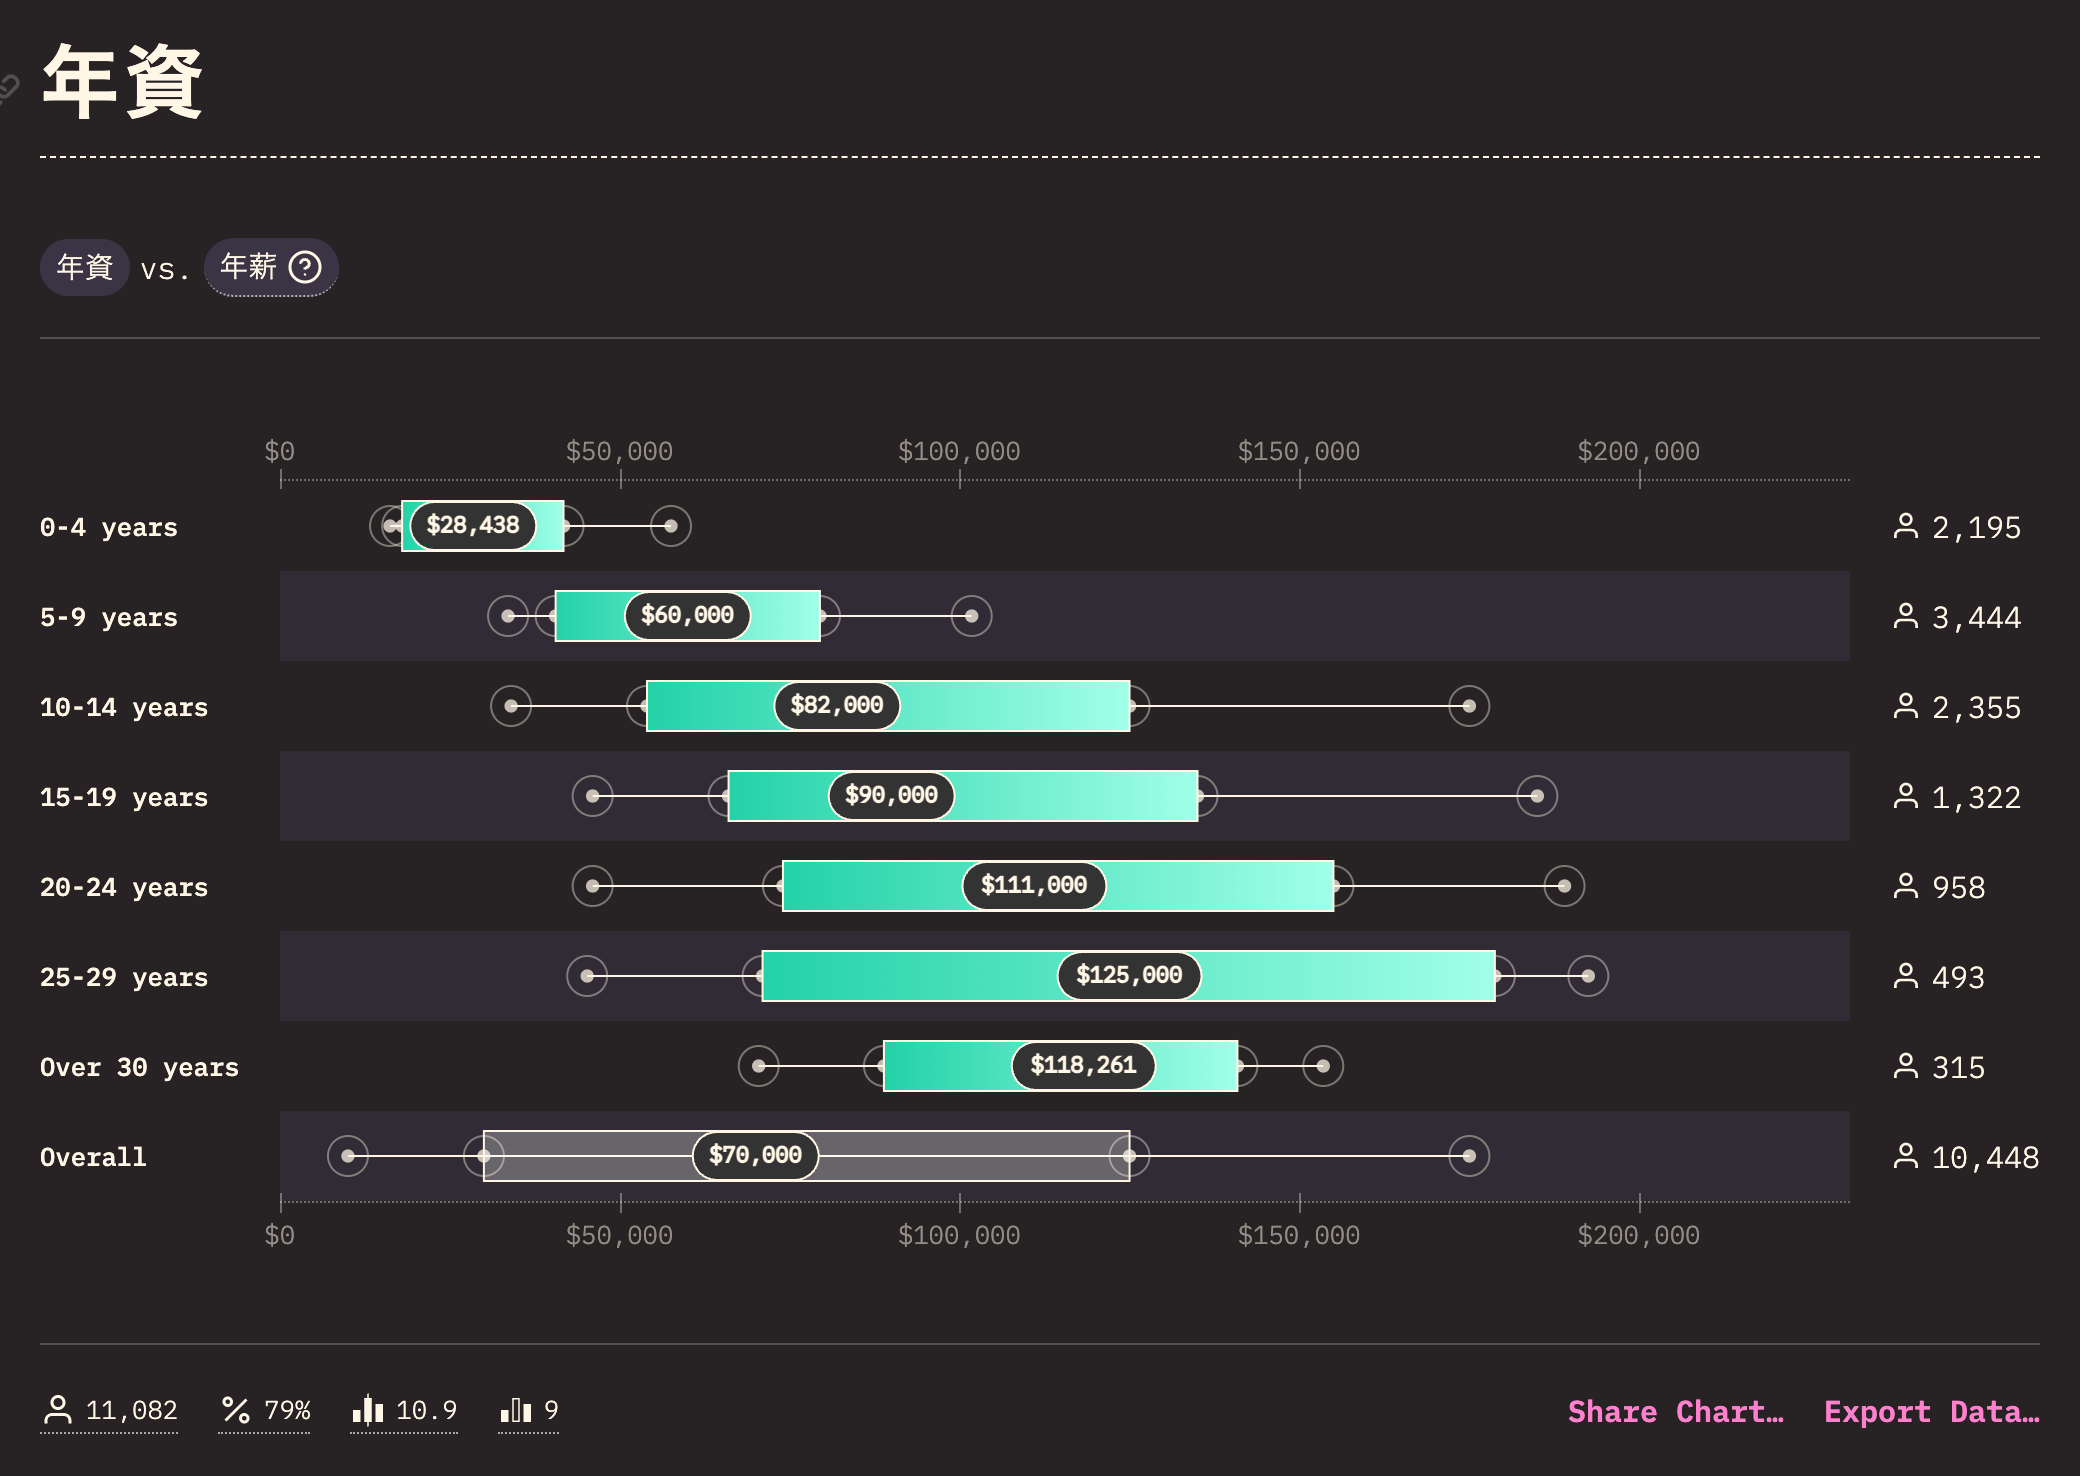 年資
年資 vs. 年薪
$0 $50,000 $100,000 $150,000 $200,000
0-4 years $28,438 2,195
5-9 years $60,000 3,444
10-14 years $82,000 2,355
15-19 years $90,000 1,322
20-24 years $111,000 958
25-29 years $125,000 493
Over 30 years $118,261 315
Overall $70,000 10,448
$0 $50,000 $100,000 $150,000 $200,000
11,082 79% 10.9 9 Share Chart… Export Data…